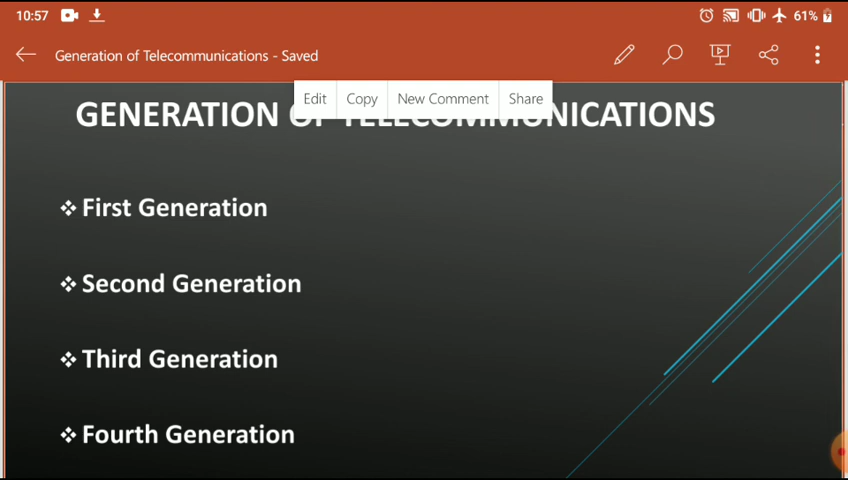 10:57
61%
Generation of Telecommunications - Saved
Edit
Copy
New Comment
Share
GENERATION OF TELECOMMUNICATIONS
❖ First Generation
❖ Second Generation
❖ Third Generation
❖ Fourth Generation